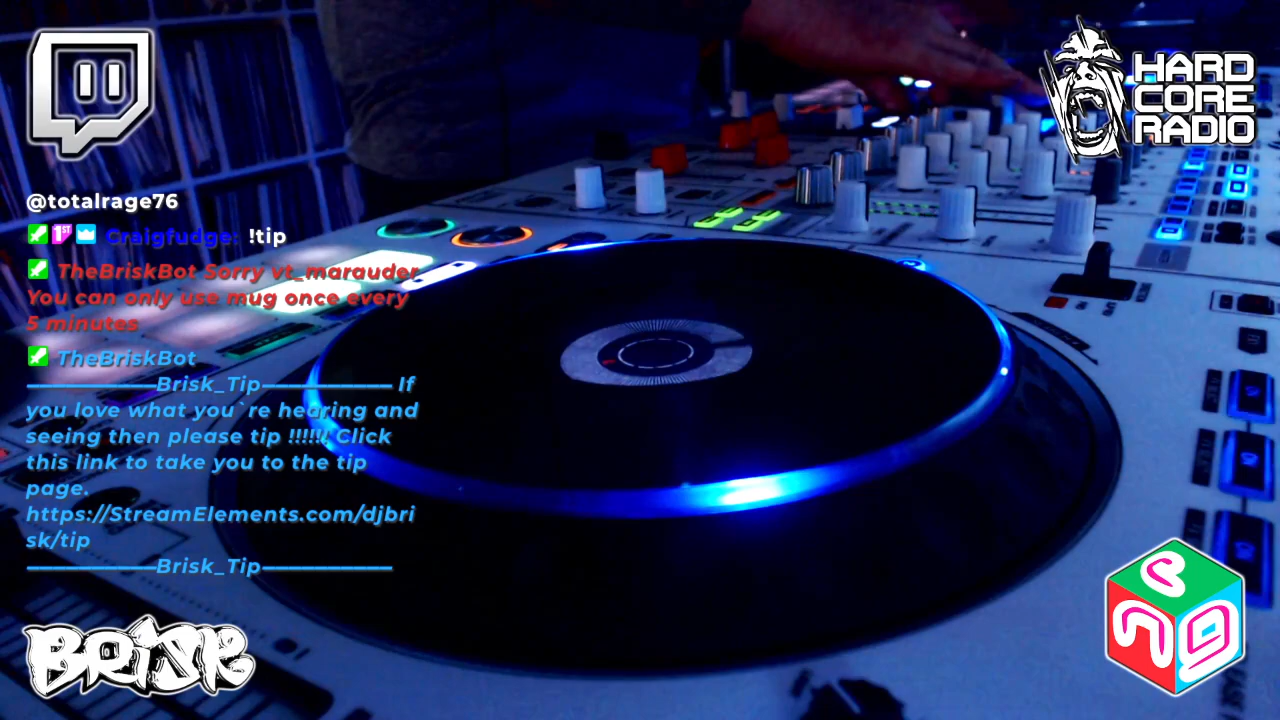 HARD
CORE
RADIO
@totalrage76
1ST Craigfudge: !tip
TheBriskBot Sorry vt_marauder
You can only use mug once every
5 minutes
TheBriskBot
——————Brisk_Tip—————— If
you love what you`re hearing and
seeing then please tip !!!!!! Click
this link to take you to the tip
page.
https://StreamElements.com/djbri
sk/tip
——————Brisk_Tip——————
BRISK